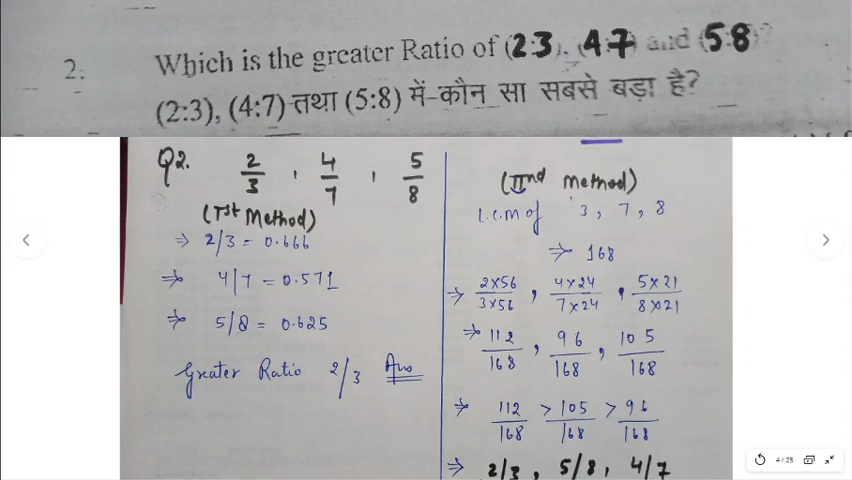 2. Which is the greater Ratio of (2:3), (4:7) and (5:8)?
(2:3), (4:7) तथा (5:8) में-कौन सा सबसे बड़ा है?
Q2. 2/3 , 4/7 , 5/8
(Ist Method)
⇒ 2/3 = 0.666
⇒ 4/7 = 0.571
⇒ 5/8 = 0.625
Greater Ratio 2/3 Ans
(IInd Method)
L.C.M of 3, 7, 8
⇒ 168
⇒ 2×56/3×56 , 4×24/7×24 , 5×21/8×21
⇒ 112/168 , 96/168 , 105/168
⇒ 112/168 > 105/168 > 96/168
⇒ 2/3 , 5/8 , 4/7
4/25